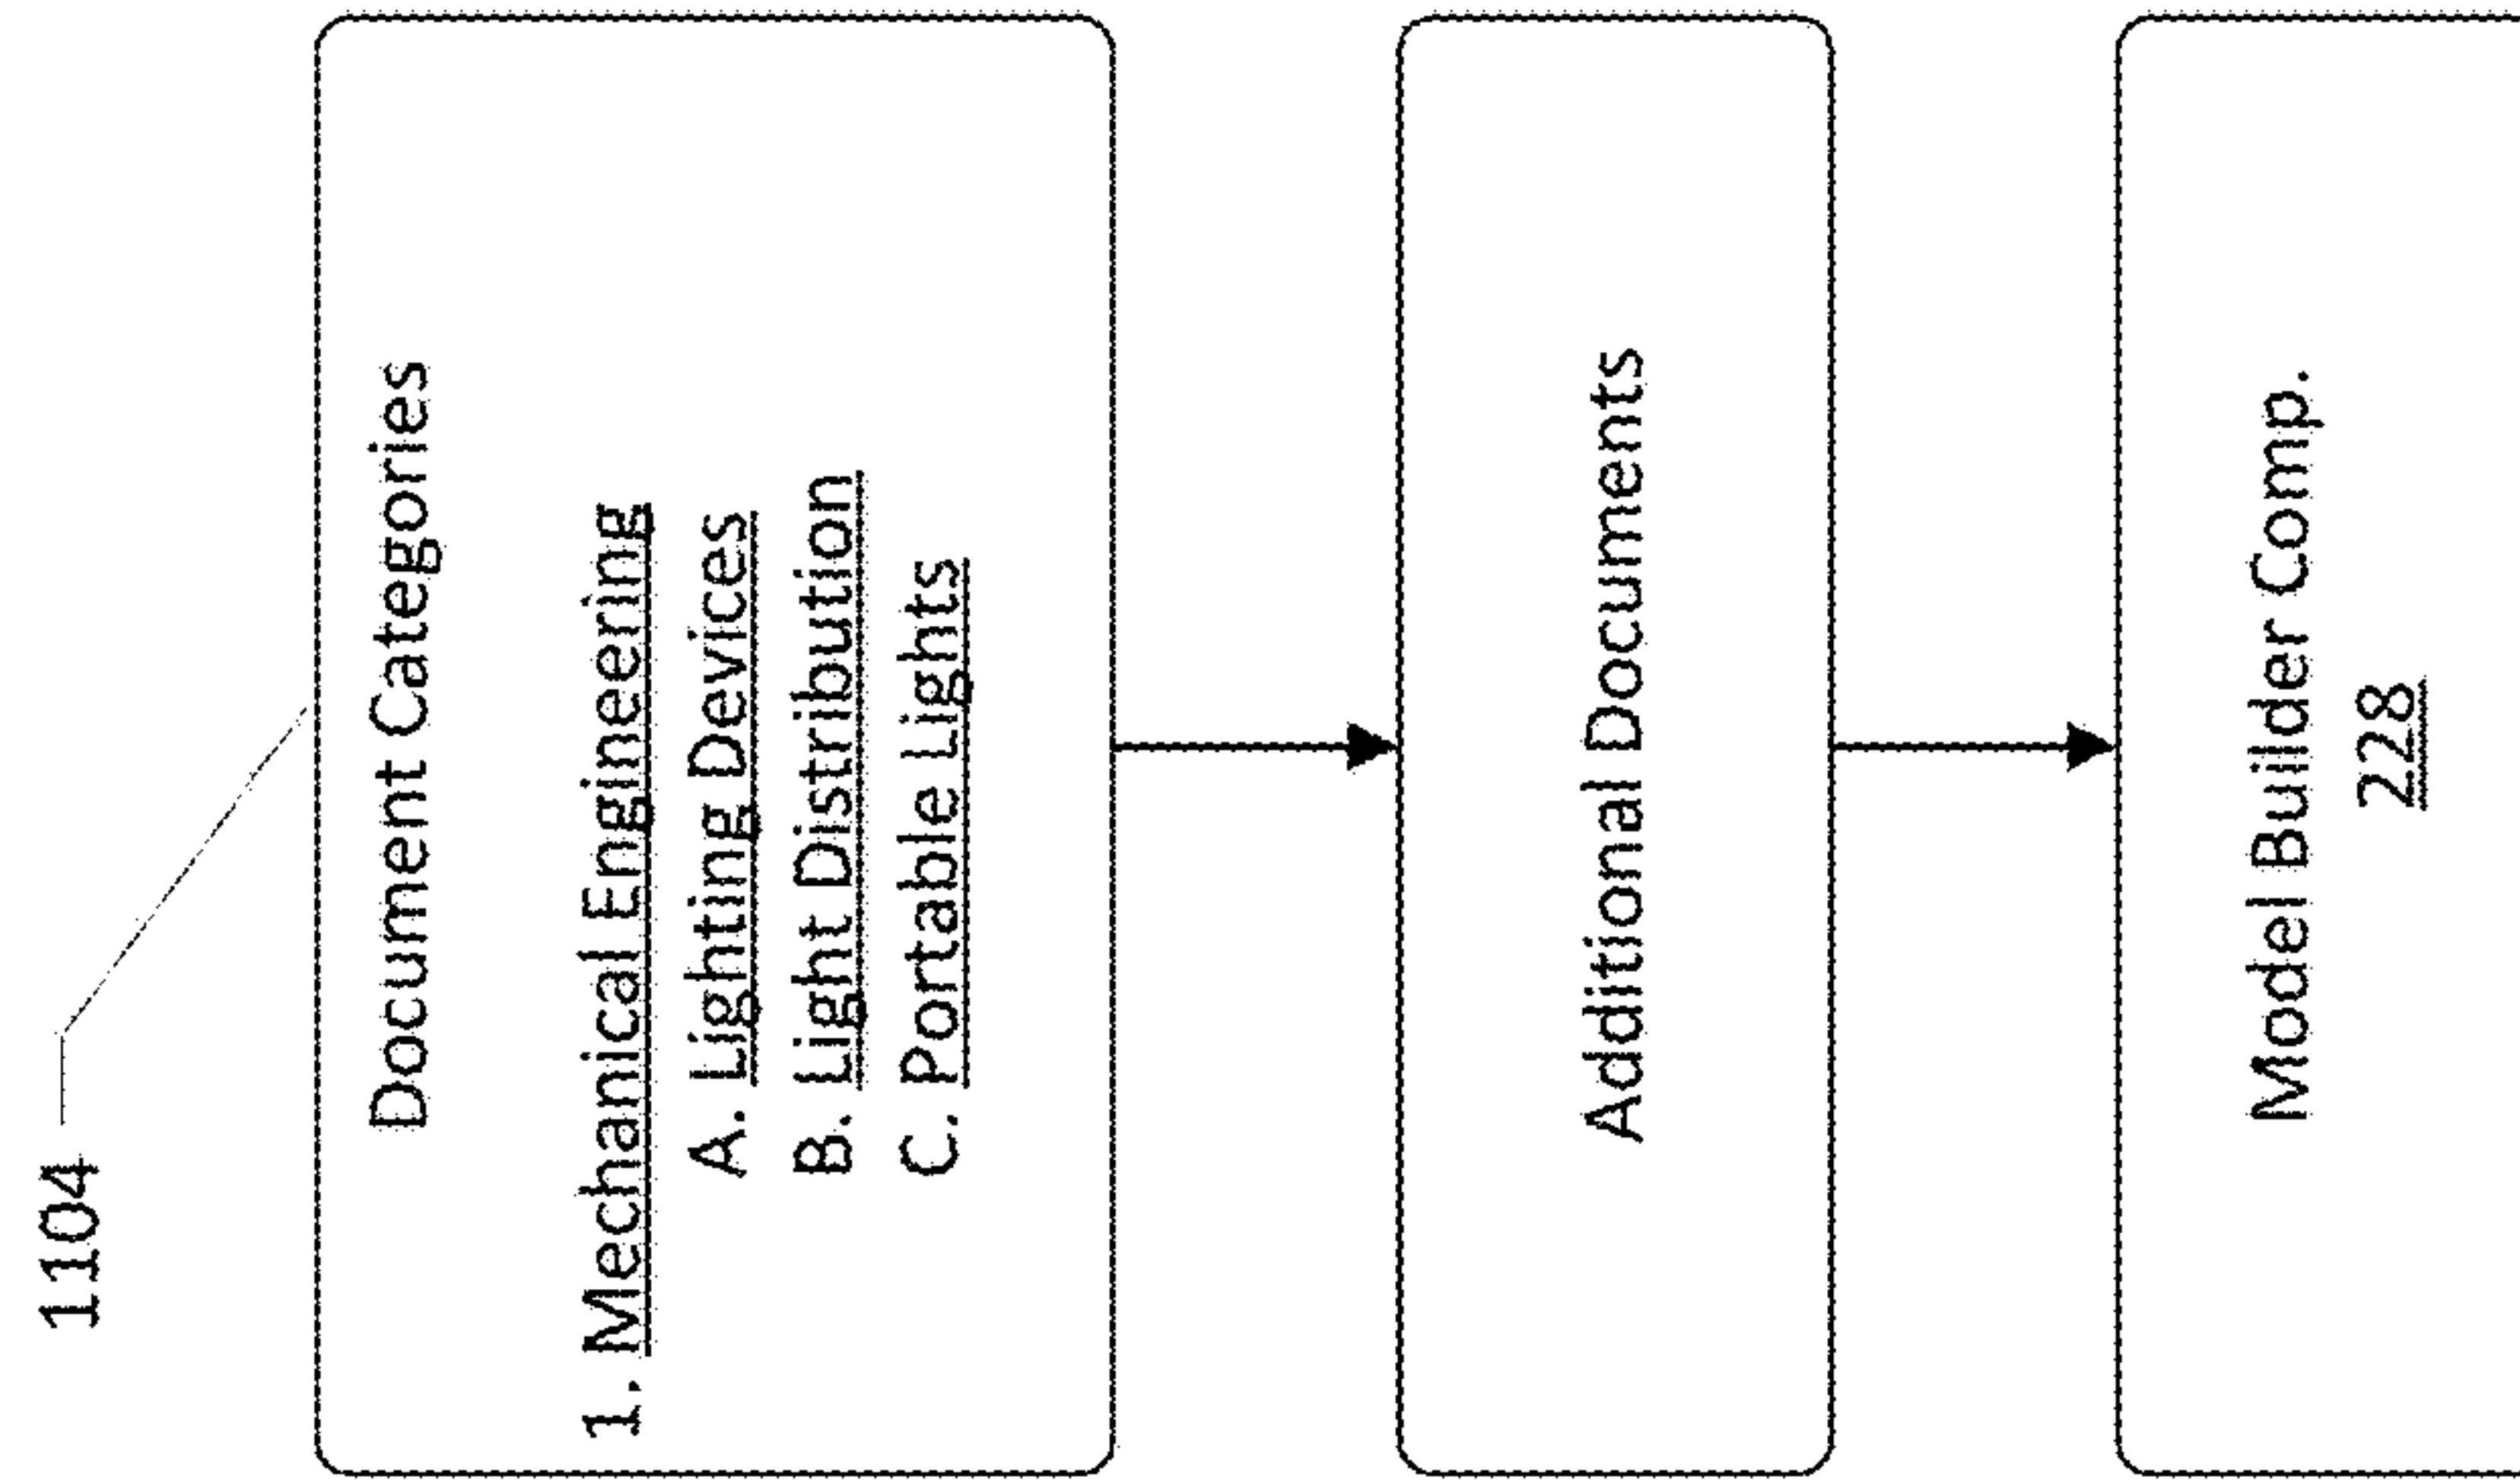 1104
Document Categories
1. Mechanical Engineering
A. Lighting Devices
B. Light Distribution
C. Portable Lights
Additional Documents
Model Builder Comp.
228